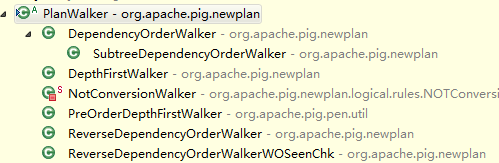 PlanWalker - org.apache.pig.newplan
DependencyOrderWalker - org.apache.pig.newplan
SubtreeDependencyOrderWalker - org.apache.pig.newplan
DepthFirstWalker - org.apache.pig.newplan
NotConversionWalker - org.apache.pig.newplan.logical.rules.NOTConversi
PreOrderDepthFirstWalker - org.apache.pig.pen.util
ReverseDependencyOrderWalker - org.apache.pig.newplan
ReverseDependencyOrderWalkerWOSeenChk - org.apache.pig.newplan